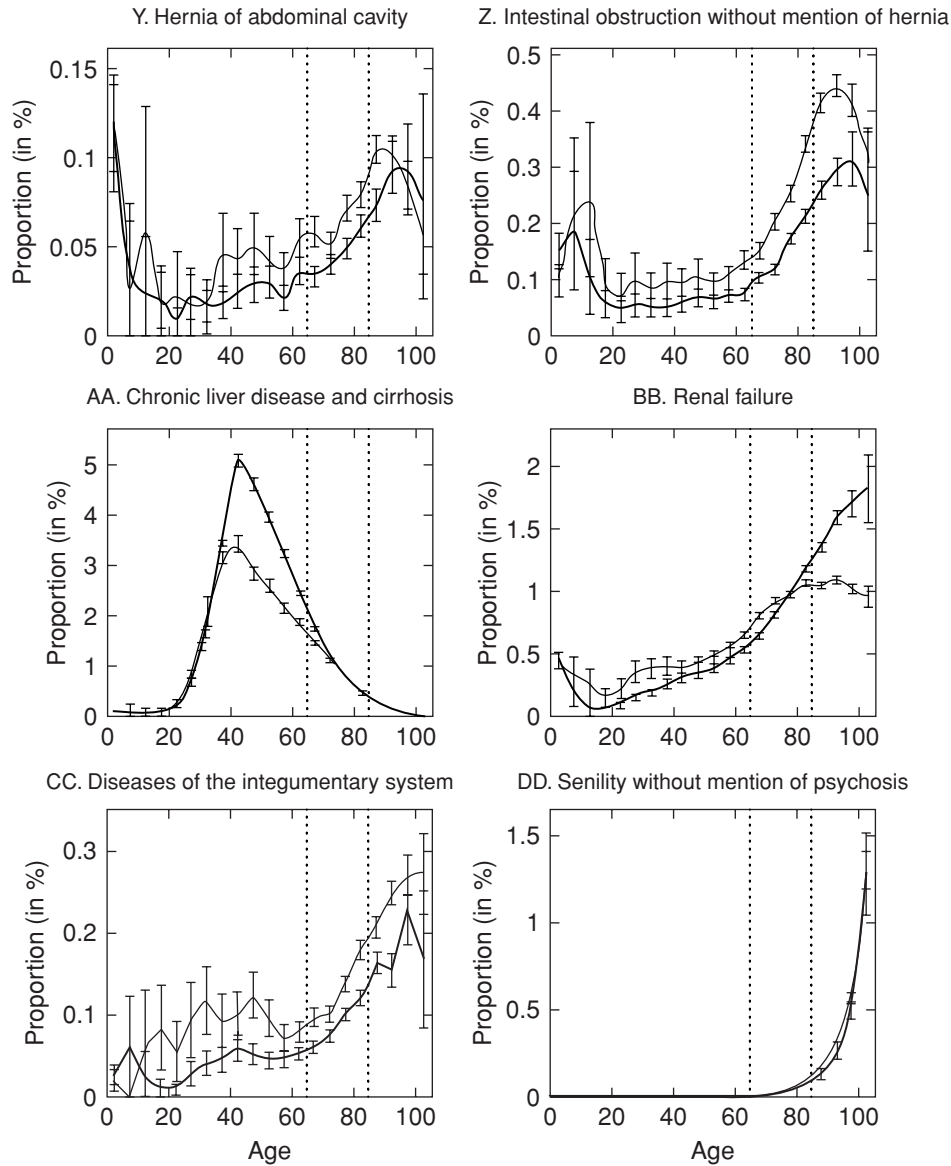 Y. Hernia of abdominal cavity
Proportion (in %)
0.15
0.1
0.05
0
0 20 40 60 80 100
Z. Intestinal obstruction without mention of hernia
Proportion (in %)
0.5
0.4
0.3
0.2
0.1
0
0 20 40 60 80 100
AA. Chronic liver disease and cirrhosis
Proportion (in %)
5
4
3
2
1
0
0 20 40 60 80 100
BB. Renal failure
Proportion (in %)
2
1.5
1
0.5
0
0 20 40 60 80 100
CC. Diseases of the integumentary system
Proportion (in %)
0.3
0.2
0.1
0
0 20 40 60 80 100
Age
DD. Senility without mention of psychosis
Proportion (in %)
1.5
1
0.5
0
0 20 40 60 80 100
Age